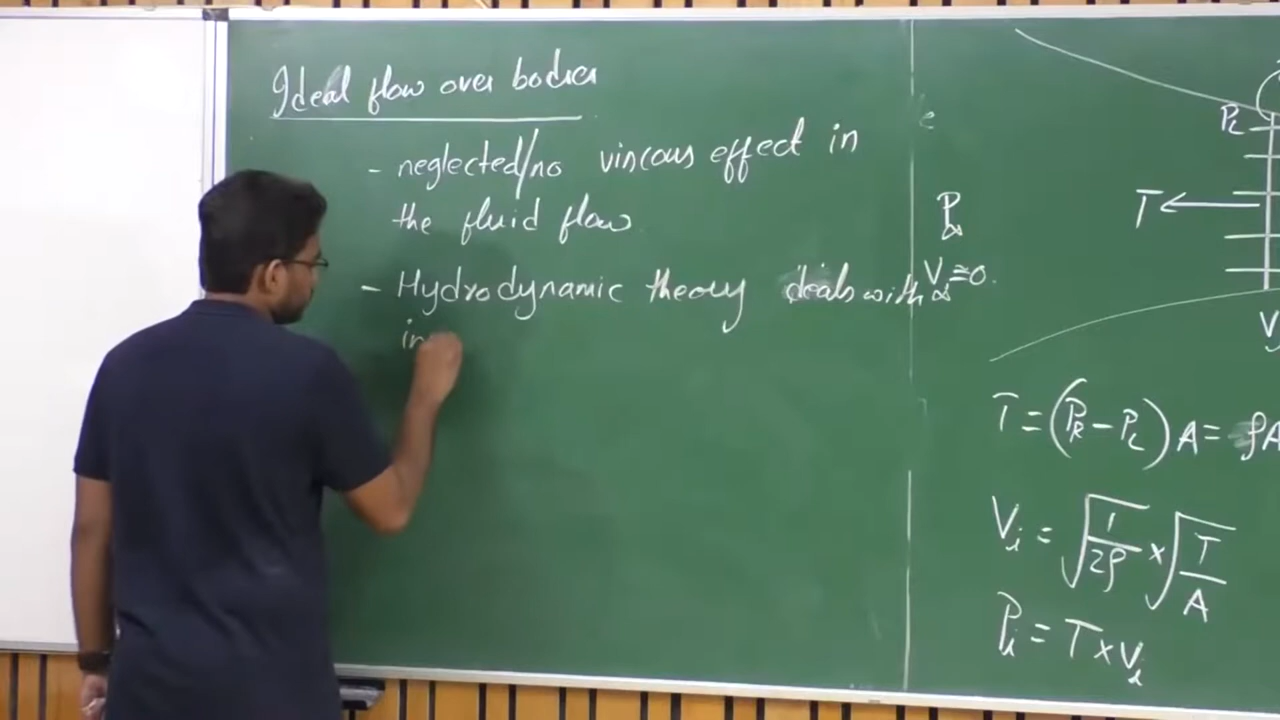 Ideal flow over bodies
- neglected/no viscous effect in
the fluid flow
- Hydrodynamic theory deals with
in
P∞
V∞ ≅ 0.
T ←
PL
V
T = (PR - PL) A = ρA
Vi = √(1/2ρ) × √(T/A)
Pi = T × Vi